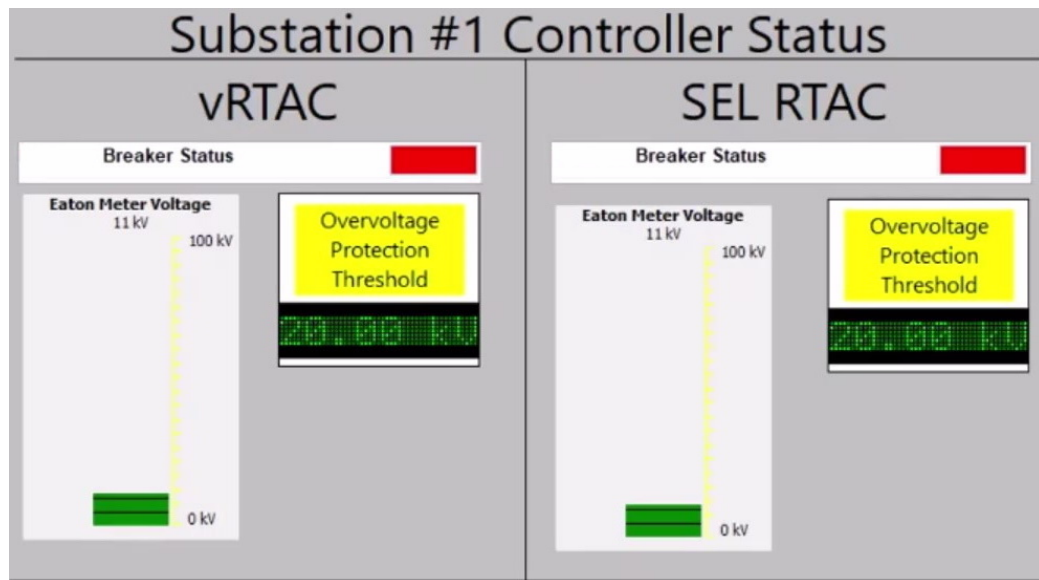 Substation #1 Controller Status
vRTAC
Breaker Status
Eaton Meter Voltage
11 kV
100 kV
0 kV
Overvoltage
Protection
Threshold
20.00 kV
SEL RTAC
Breaker Status
Eaton Meter Voltage
11 kV
100 kV
0 kV
Overvoltage
Protection
Threshold
20.00 kV